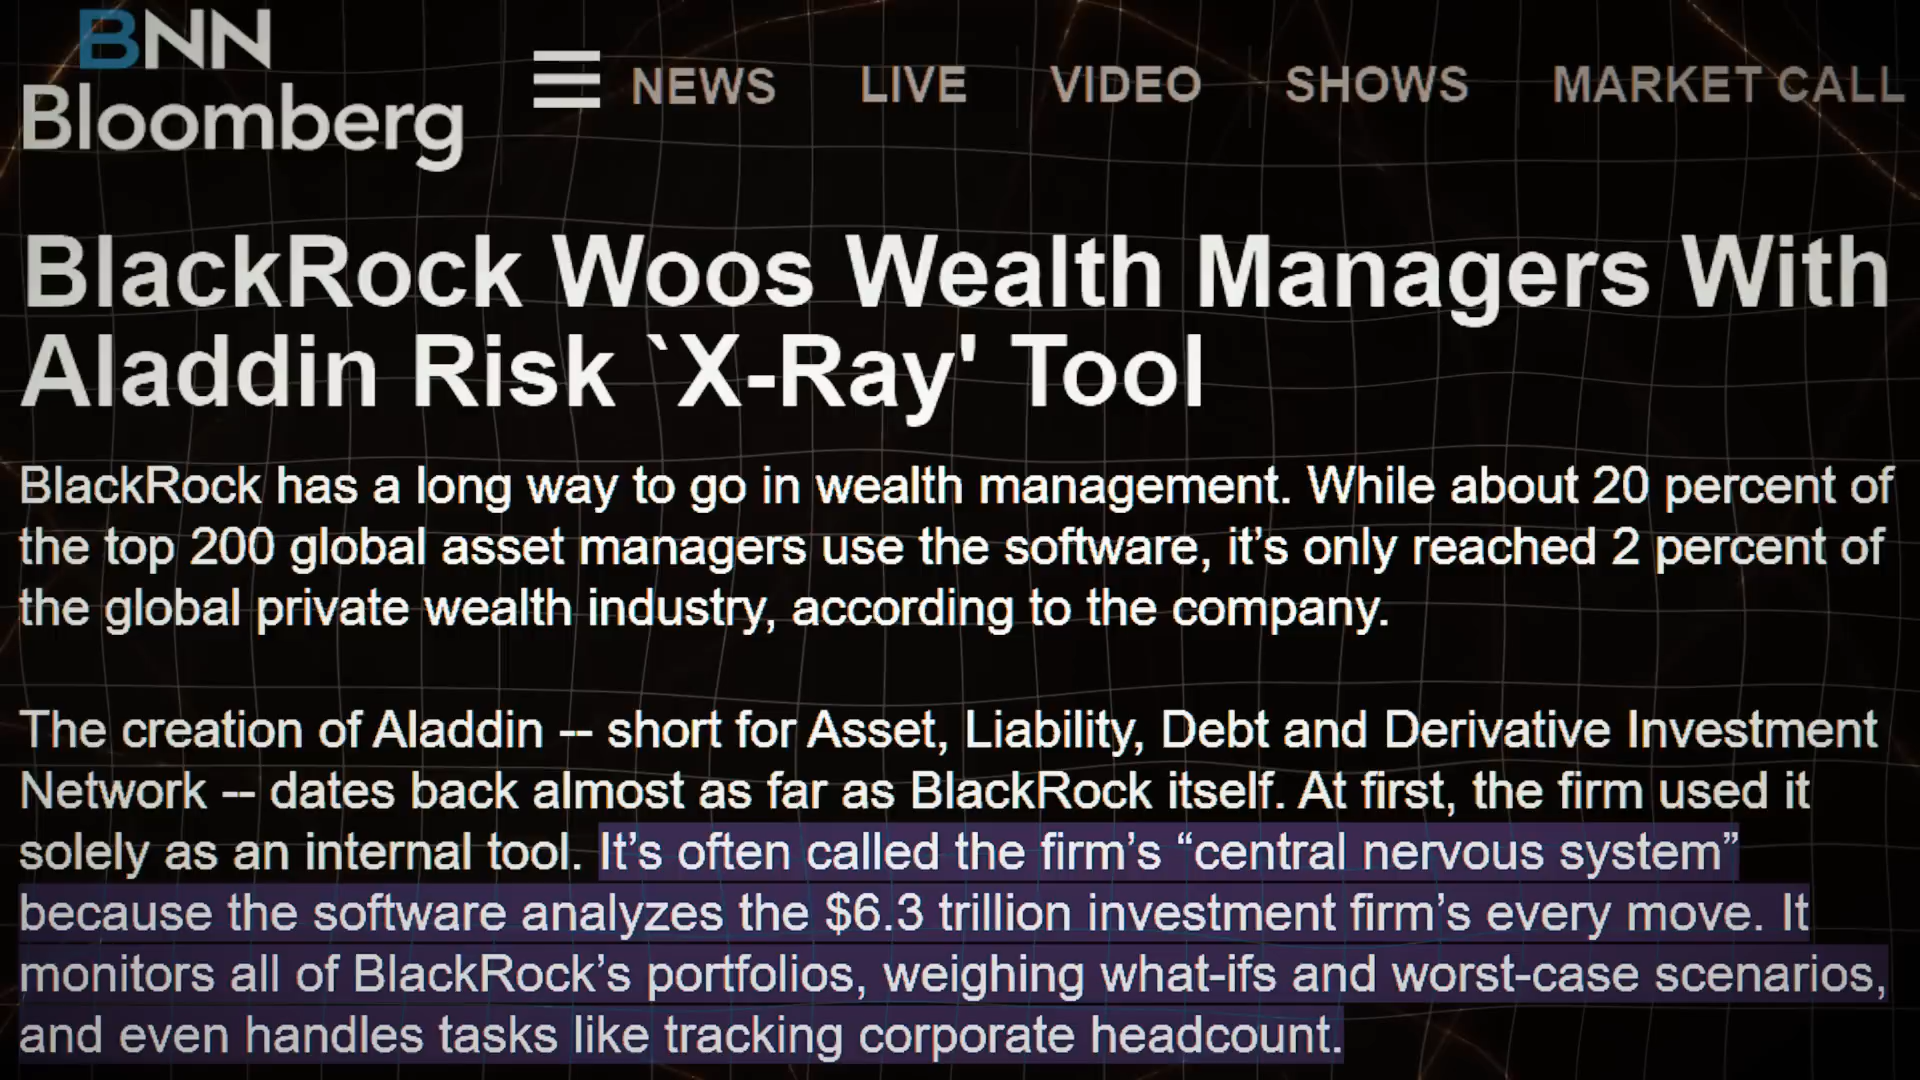 BNN
Bloomberg
NEWS LIVE VIDEO SHOWS MARKET CALL
BlackRock Woos Wealth Managers With
Aladdin Risk `X-Ray' Tool
BlackRock has a long way to go in wealth management. While about 20 percent of
the top 200 global asset managers use the software, it’s only reached 2 percent of
the global private wealth industry, according to the company.
The creation of Aladdin -- short for Asset, Liability, Debt and Derivative Investment
Network -- dates back almost as far as BlackRock itself. At first, the firm used it
solely as an internal tool. It’s often called the firm’s “central nervous system”
because the software analyzes the $6.3 trillion investment firm’s every move. It
monitors all of BlackRock’s portfolios, weighing what-ifs and worst-case scenarios,
and even handles tasks like tracking corporate headcount.